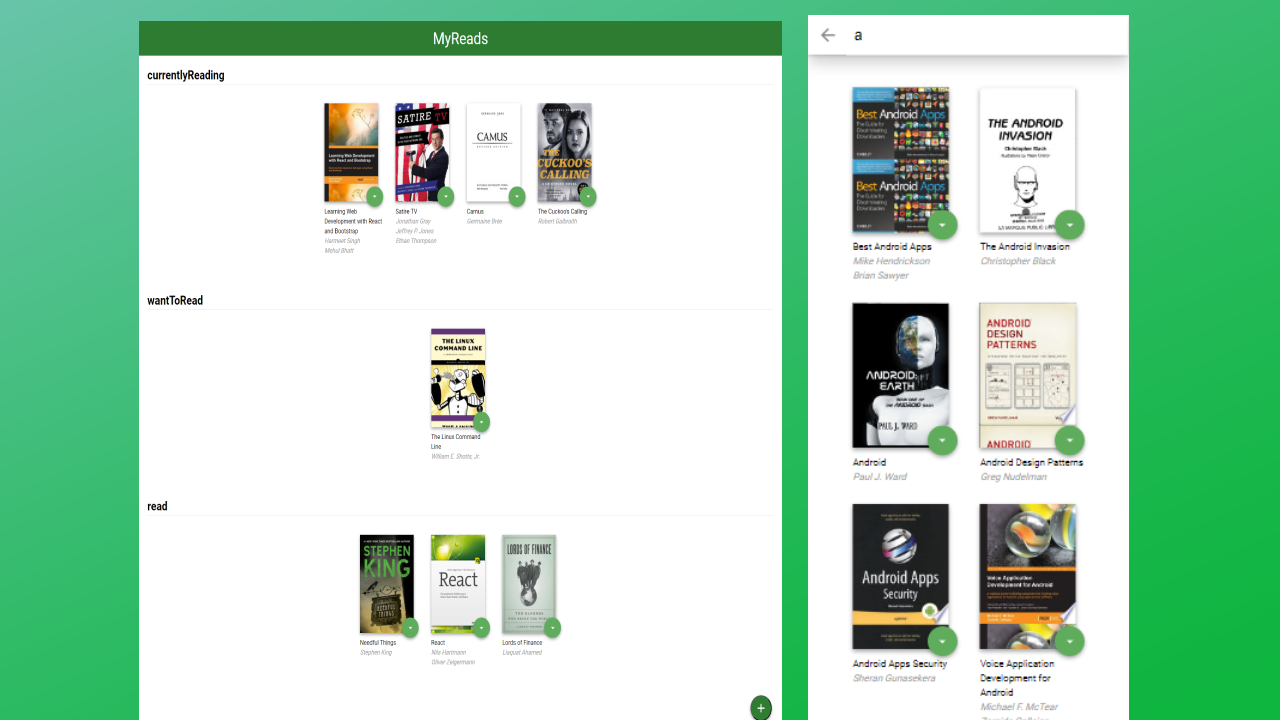 MyReads
currentlyReading
SATIRE TV
CAMUS
THE
CUCKOO'S
CALLING
Learning Web
Development with React
and Bootstrap
Harmeet Singh
Mehul Bhatt
Satire TV
Jonathan Gray
Jeffrey P. Jones
Ethan Thompson
Camus
Germaine Brée
The Cuckoo's Calling
Robert Galbraith
wantToRead
THE LINUX
COMMAND LINE
The Linux Command
Line
William E. Shotts, Jr.
read
STEPHEN
KING
React
LORDS OF FINANCE
Needful Things
Stephen King
React
Nils Hartmann
Oliver Zeigermann
Lords of Finance
Liaquat Ahamed
+
a
Best Android Apps
Best Android Apps
THE ANDROID
INVASION
Christopher Black
Best Android Apps
Mike Hendrickson
Brian Sawyer
The Android Invasion
Christopher Black
ANDROID:
EARTH
PAUL J. WARD
ANDROID
DESIGN
PATTERNS
ANDROID
Android
Paul J. Ward
Android Design Patterns
Greg Nudelman
Android Apps
Security
Voice Application
Development for Android
Android Apps Security
Sheran Gunasekera
Voice Application
Development for
Android
Michael F. McTear